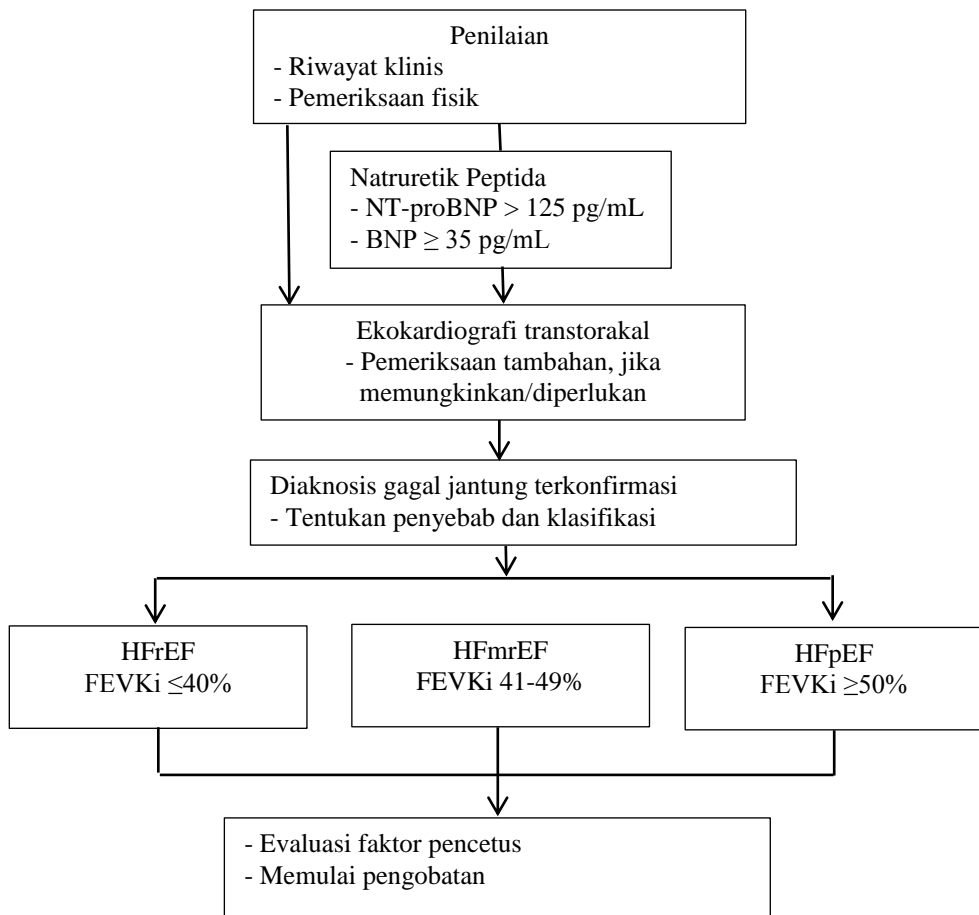 Penilaian
- Riwayat klinis
- Pemeriksaan fisik
Natruretik Peptida
- NT-proBNP > 125 pg/mL
- BNP ≥ 35 pg/mL
Ekokardiografi transtorakal
- Pemeriksaan tambahan, jika
memungkinkan/diperlukan
Diaknosis gagal jantung terkonfirmasi
- Tentukan penyebab dan klasifikasi
HFrEF
FEVKi ≤40%
HFmrEF
FEVKi 41-49%
HFpEF
FEVKi ≥50%
- Evaluasi faktor pencetus
- Memulai pengobatan